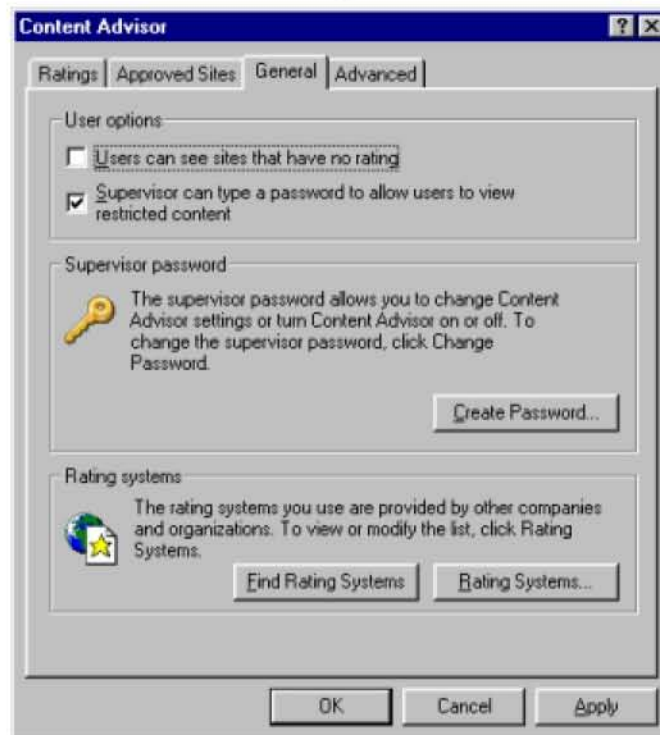 Content Advisor
Ratings Approved Sites General Advanced
User options
Users can see sites that have no rating
Supervisor can type a password to allow users to view
restricted content
Supervisor password
The supervisor password allows you to change Content
Advisor settings or turn Content Advisor on or off. To
change the supervisor password, click Change
Password.
Create Password...
Rating systems
The rating systems you use are provided by other companies
and organizations. To view or modify the list, click Rating
Systems.
Find Rating Systems Rating Systems...
OK Cancel Apply